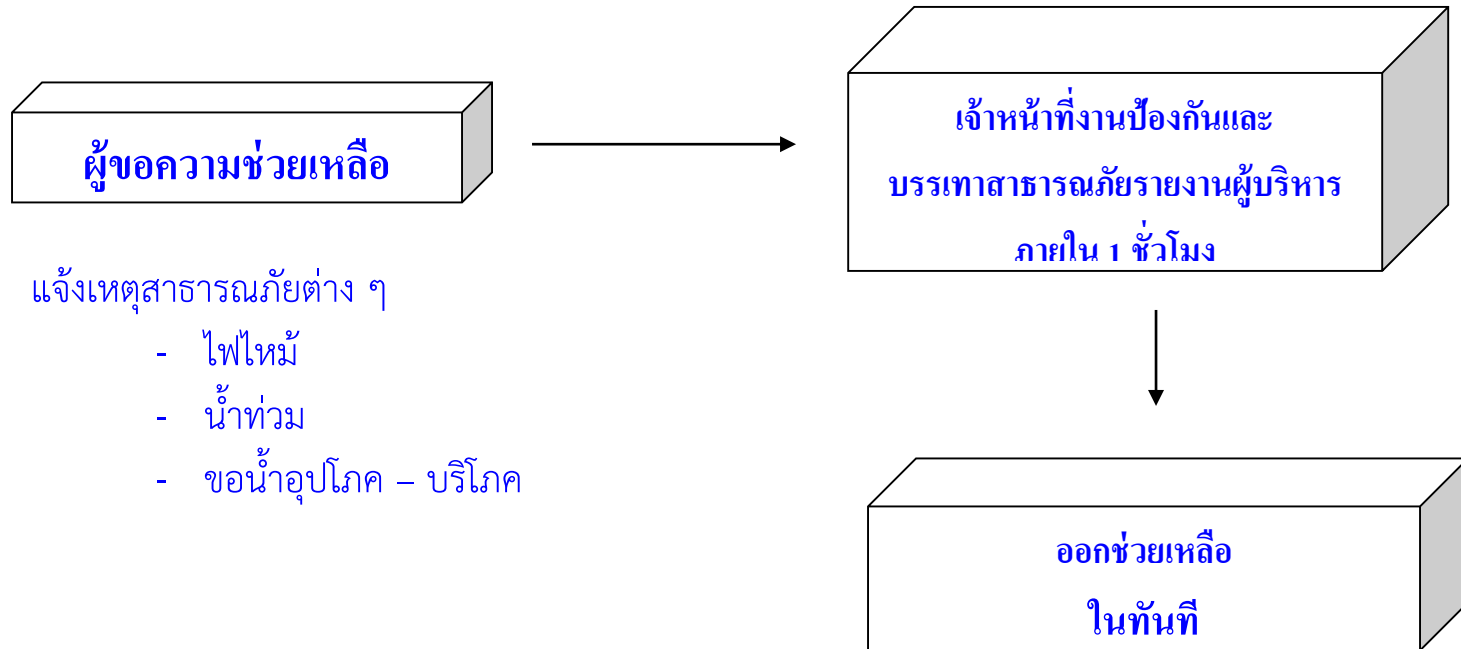 ผู้ขอความช่วยเหลือ
เจ้าหน้าที่งานป้องกันและ
บรรเทาสาธารณภัยรายงานผู้บริหาร
ภายใน 1 ชั่วโมง
แจ้งเหตุสาธารณภัยต่าง ๆ
- ไฟไหม้
- น้ำท่วม
- ขอน้ำอุปโภค – บริโภค
ออกช่วยเหลือ
ในทันที